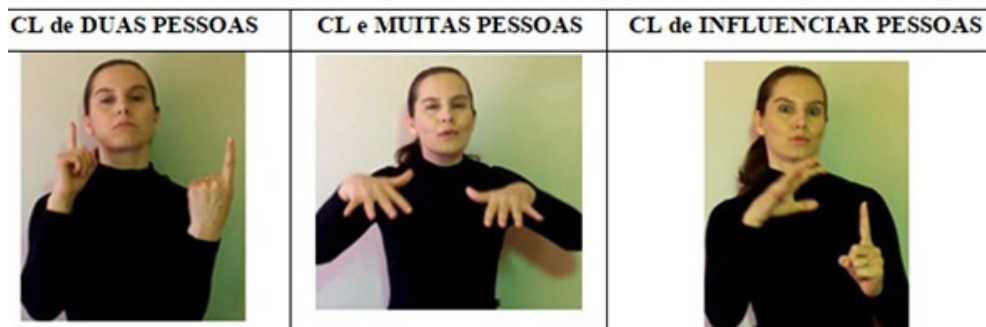 CL de DUAS PESSOAS
CL e MUITAS PESSOAS
CL de INFLUENCIAR PESSOAS